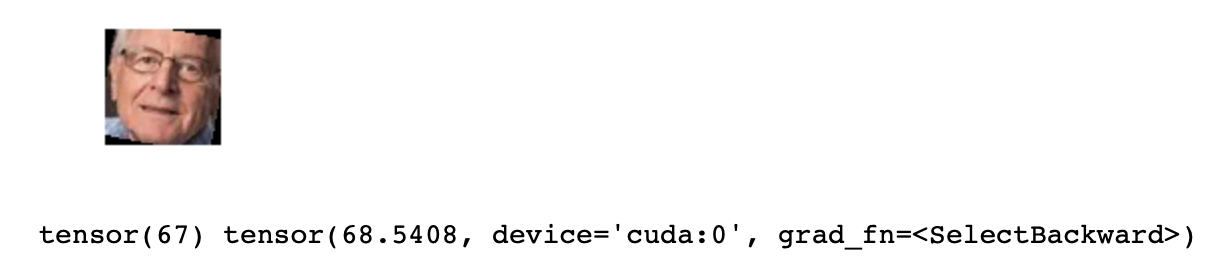 tensor(67) tensor(68.5408, device='cuda:0', grad_fn=<SelectBackward>)